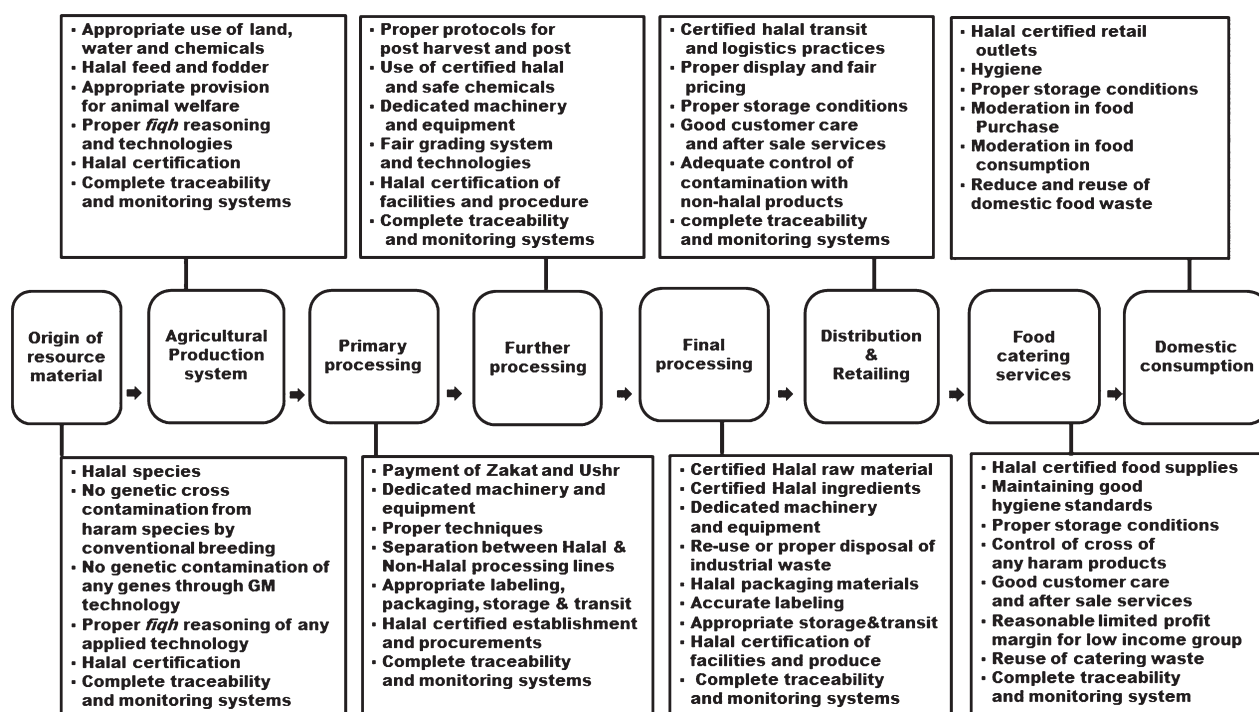 ▪ Appropriate use of land,
water and chemicals
▪ Halal feed and fodder
▪ Appropriate provision
for animal welfare
▪ Proper fiqh reasoning
and technologies
▪ Halal certification
▪ Complete traceability
and monitoring systems
▪ Proper protocols for
post harvest and post
▪ Use of certified halal
and safe chemicals
▪ Dedicated machinery
and equipment
▪ Fair grading system
and technologies
▪ Halal certification of
facilities and procedure
▪ Complete traceability
and monitoring systems
▪ Certified halal transit
and logistics practices
▪ Proper display and fair
pricing
▪ Proper storage conditions
▪ Good customer care
and after sale services
▪ Adequate control of
contamination with
non-halal products
▪ complete traceability
and monitoring systems
▪ Halal certified retail
outlets
▪ Hygiene
▪ Proper storage conditions
▪ Moderation in food
Purchase
▪ Moderation in food
consumption
▪ Reduce and reuse of
domestic food waste
Origin of
resource
material
Agricultural
Production
system
Primary
processing
Further
processing
Final
processing
Distribution
&
Retailing
Food
catering
services
Domestic
consumption
▪ Halal species
▪ No genetic cross
contamination from
haram species by
conventional breeding
▪ No genetic contamination of
any genes through GM
technology
▪ Proper fiqh reasoning of any
applied technology
▪ Halal certification
▪ Complete traceability
and monitoring systems
▪ Payment of Zakat and Ushr
▪ Dedicated machinery and
equipment
▪ Proper techniques
▪ Separation between Halal &
Non-Halal processing lines
▪ Appropriate labeling,
packaging, storage & transit
▪ Halal certified establishment
and procurements
▪ Complete traceability
and monitoring systems
▪ Certified Halal raw material
▪ Certified Halal ingredients
▪ Dedicated machinery
and equipment
▪ Re-use or proper disposal of
industrial waste
▪ Halal packaging materials
▪ Accurate labeling
▪ Appropriate storage&transit
▪ Halal certification of
facilities and produce
▪ Complete traceability
and monitoring systems
▪ Halal certified food supplies
▪ Maintaining good
hygiene standards
▪ Proper storage conditions
▪ Control of cross of
any haram products
▪ Good customer care
and after sale services
▪ Reasonable limited profit
margin for low income group
▪ Reuse of catering waste
▪ Complete traceability
and monitoring system